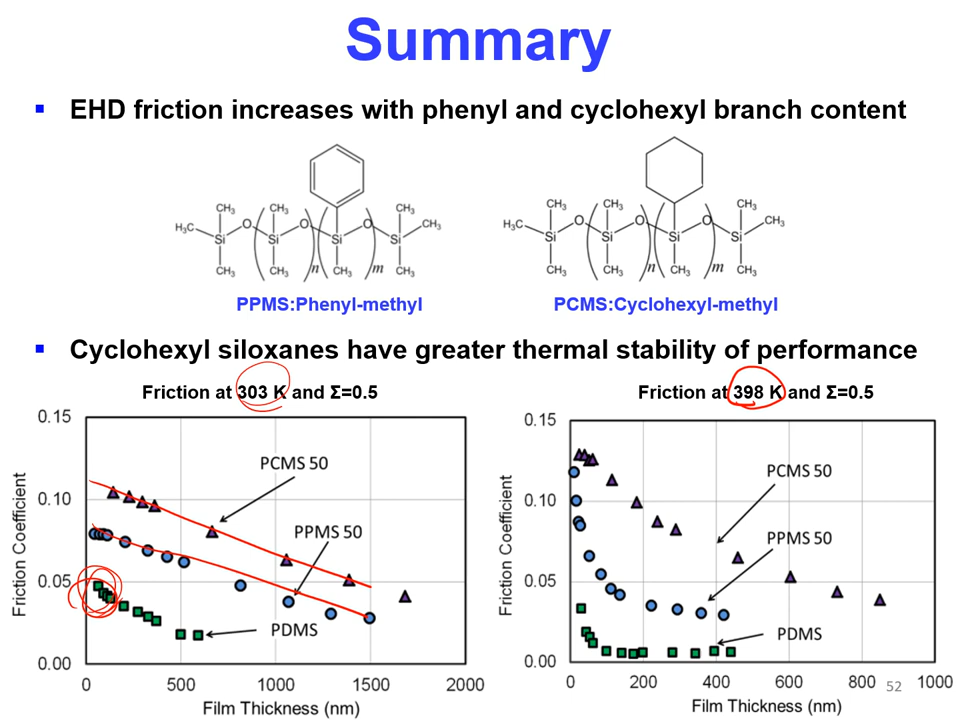 Summary
▪ EHD friction increases with phenyl and cyclohexyl branch content
CH3 CH3 CH3
H3C Si O Si O Si O Si CH3
CH3 CH3 n CH3 m CH3
PPMS:Phenyl-methyl
CH3 CH3 CH3
H3C Si O Si O Si O Si CH3
CH3 CH3 n CH3 m CH3
PCMS:Cyclohexyl-methyl
▪ Cyclohexyl siloxanes have greater thermal stability of performance
Friction at 303 K and Σ=0.5
0.15
0.10
0.05
0.00
Friction Coefficient
PCMS 50
PPMS 50
PDMS
0 500 1000 1500 2000
Film Thickness (nm)
Friction at 398 K and Σ=0.5
0.15
0.10
0.05
0.00
Friction Coefficient
PCMS 50
PPMS 50
PDMS
0 200 400 600 800 1000
Film Thickness (nm)
52